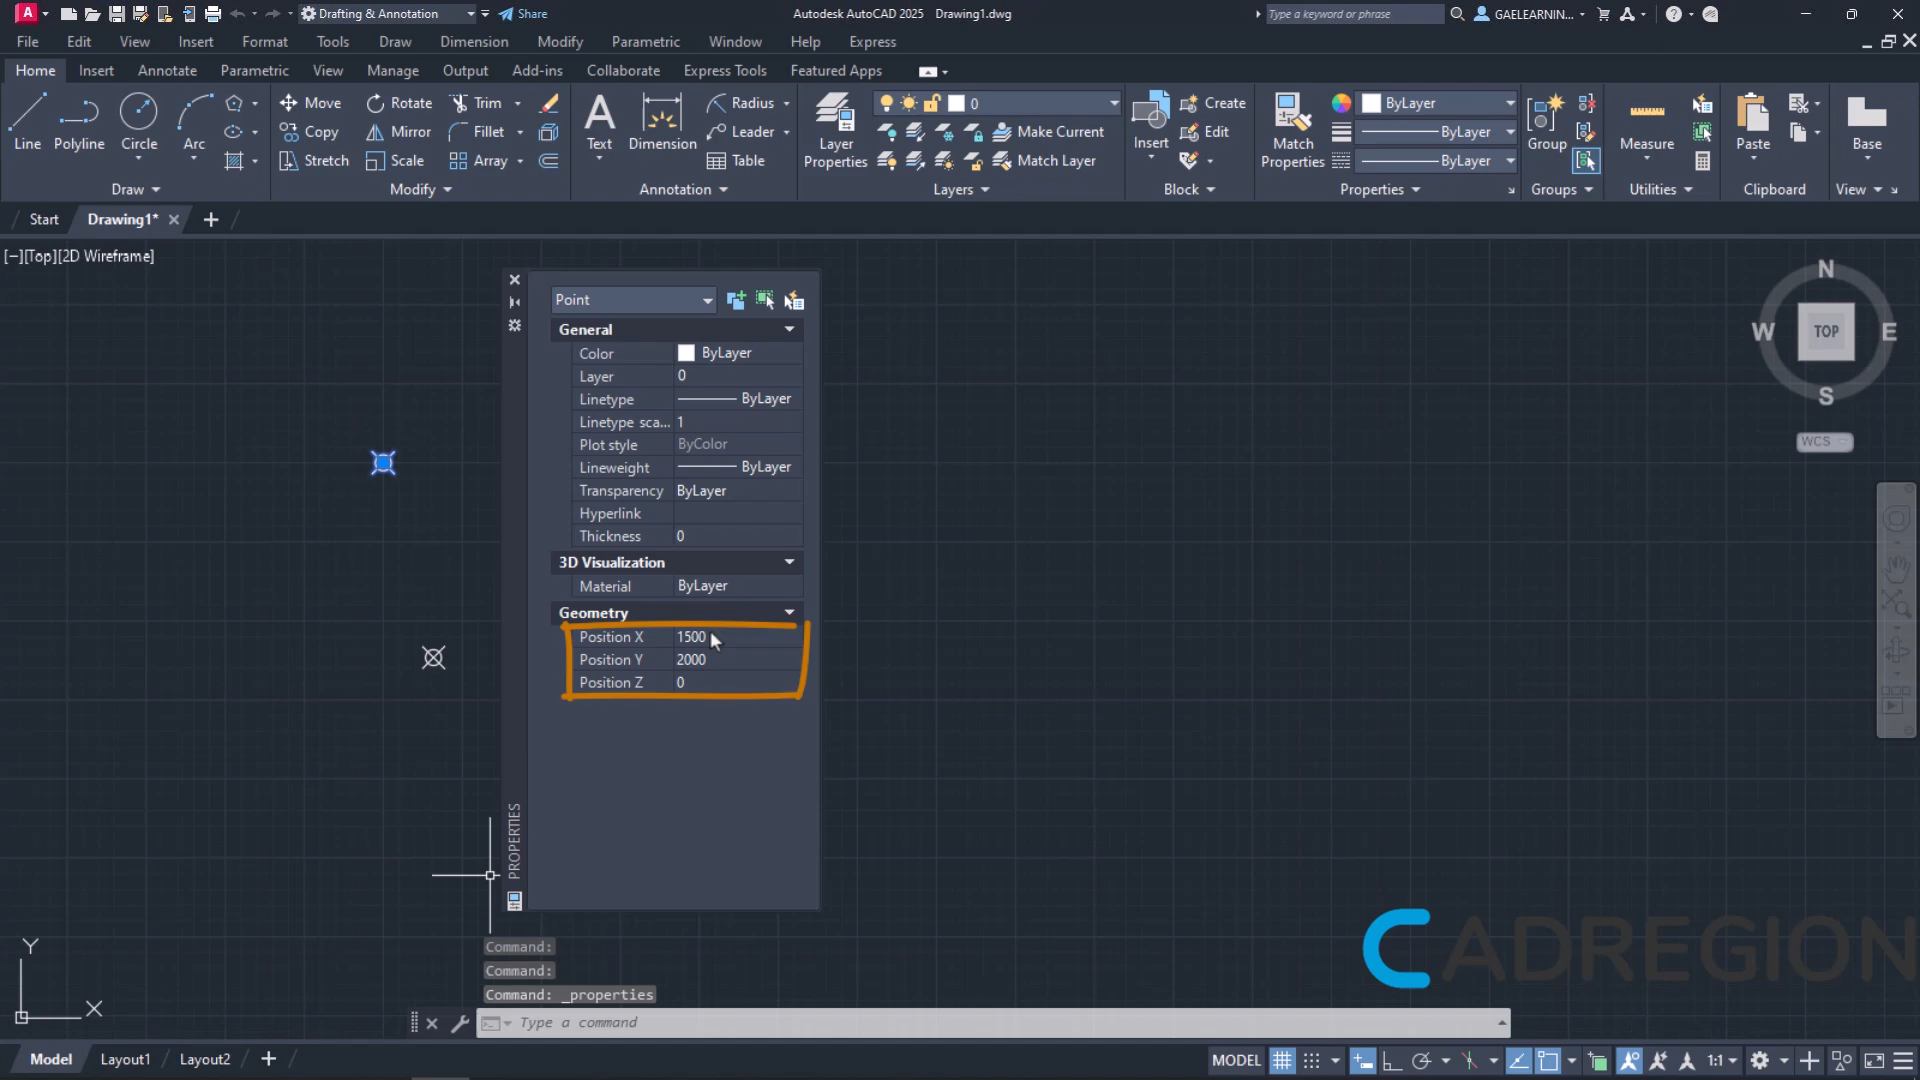 A
Drafting & Annotation
Share
Autodesk AutoCAD 2025 Drawing1.dwg
Type a keyword or phrase
GAELEARNIN...
File Edit View Insert Format Tools Draw Dimension Modify Parametric Window Help Express
Home Insert Annotate Parametric View Manage Output Add-ins Collaborate Express Tools Featured Apps
Line Polyline Circle Arc
Draw
Move Rotate Trim
Copy Mirror Fillet
Stretch Scale Array
Modify
Text Dimension
Radius
Leader
Table
Annotation
Layer
Properties
0
Make Current
Match Layer
Layers
Insert
Create
Edit
Block
Match
Properties
ByLayer
ByLayer
ByLayer
Properties
Group
Groups
Measure
Utilities
Paste
Clipboard
Base
View
Start Drawing1*
[−][Top][2D Wireframe]
N
W TOP E
S
WCS
Point
General
Color ByLayer
Layer 0
Linetype ByLayer
Linetype sca... 1
Plot style ByColor
Lineweight ByLayer
Transparency ByLayer
Hyperlink
Thickness 0
3D Visualization
Material ByLayer
Geometry
Position X 1500
Position Y 2000
Position Z 0
PROPERTIES
Y
X
CADREGION
Command:
Command:
Command: _properties
Type a command
Model Layout1 Layout2
MODEL
1:1